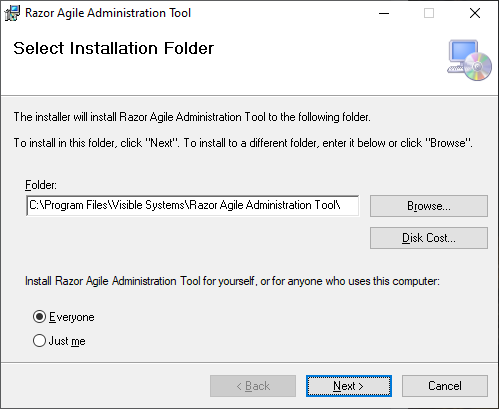 Razor Agile Administration Tool
Select Installation Folder
The installer will install Razor Agile Administration Tool to the following folder.
To install in this folder, click "Next". To install to a different folder, enter it below or click "Browse".
Folder:
C:\Program Files\Visible Systems\Razor Agile Administration Tool\
Browse...
Disk Cost...
Install Razor Agile Administration Tool for yourself, or for anyone who uses this computer:
Everyone
Just me
< Back
Next >
Cancel